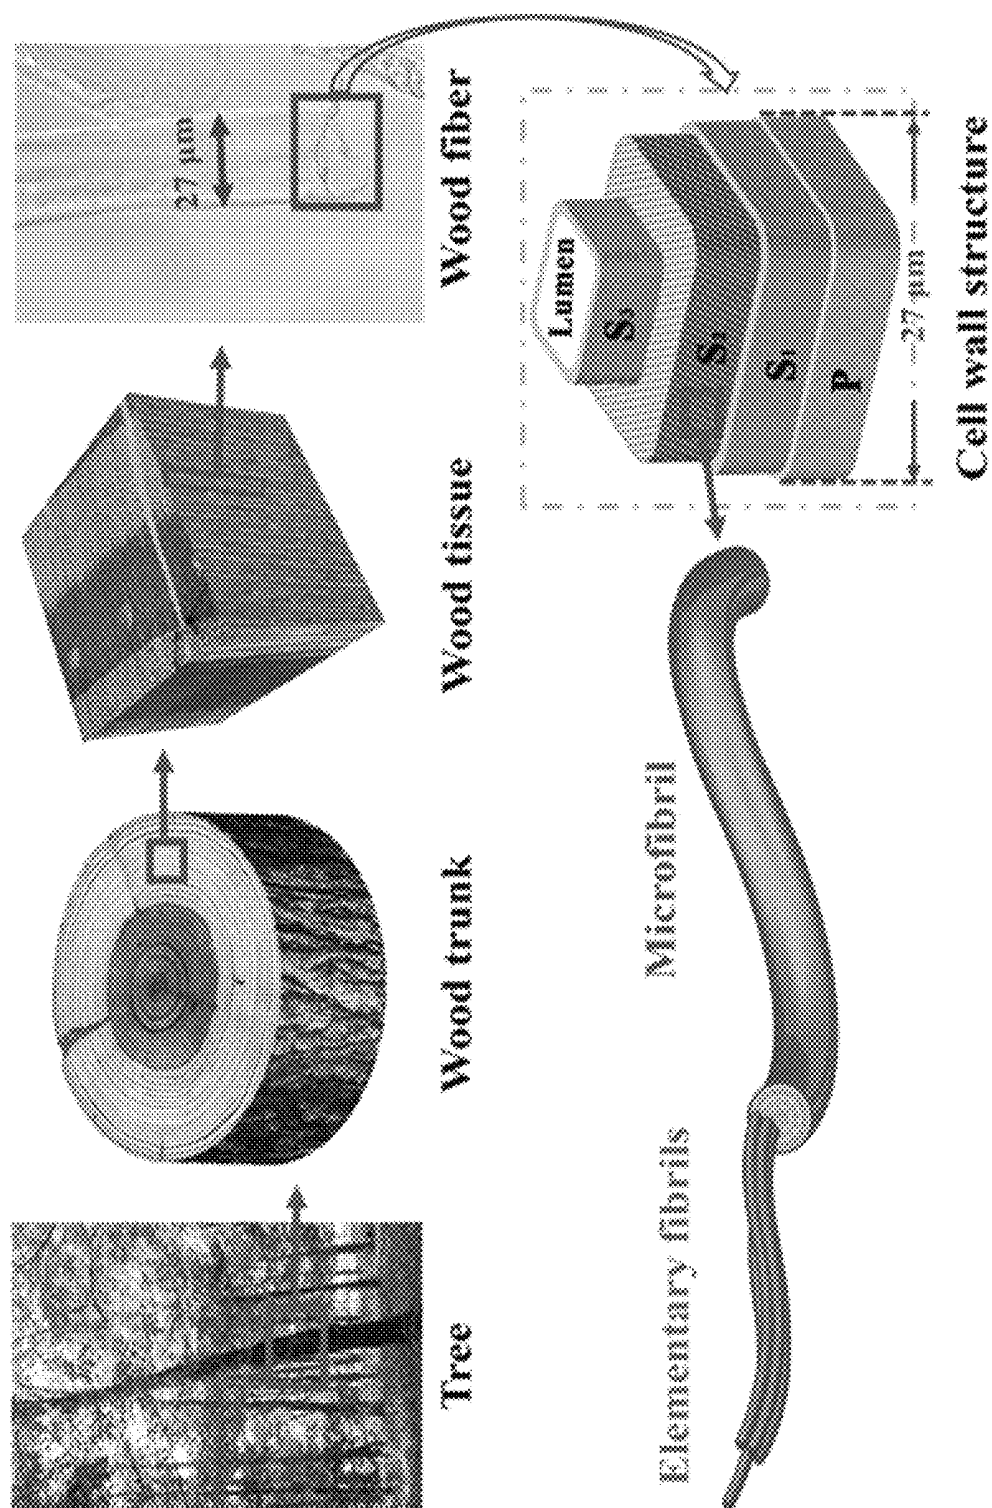 Tree
Wood trunk
Wood tissue
Wood fiber
27 μm
Elementary fibrils
Microfibril
Lumen
S₃
S₂
S₁
P
27 μm
Cell wall structure